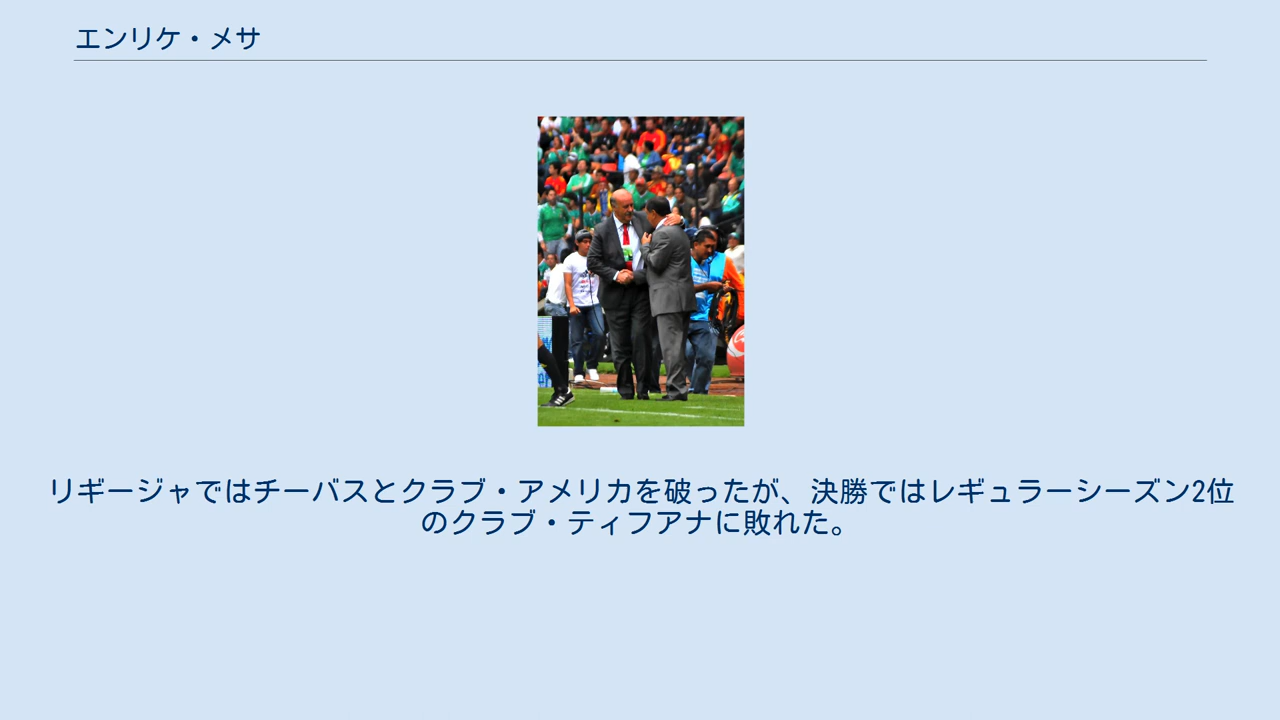 エンリケ・メサ
リギージャではチーバスとクラブ・アメリカを破ったが、決勝ではレギュラーシーズン2位
のクラブ・ティフアナに敗れた。